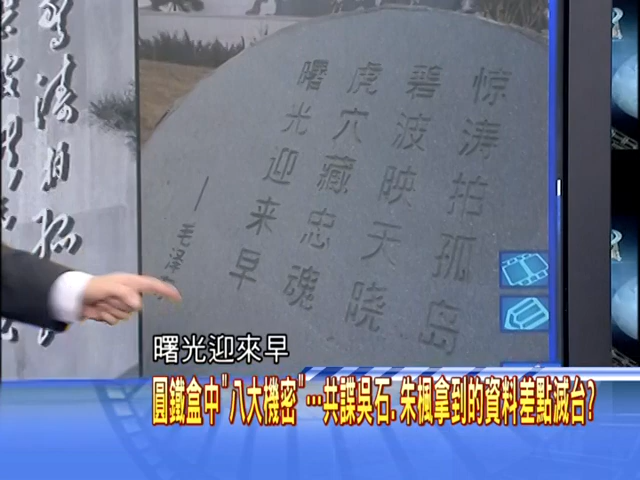 惊涛拍孤岛
碧波映天晓
虎穴藏忠魂
曙光迎来早
—毛泽
曙光迎來早
圓鐵盒中"八大機密"…共諜吳石.朱楓拿到的資料差點滅台?